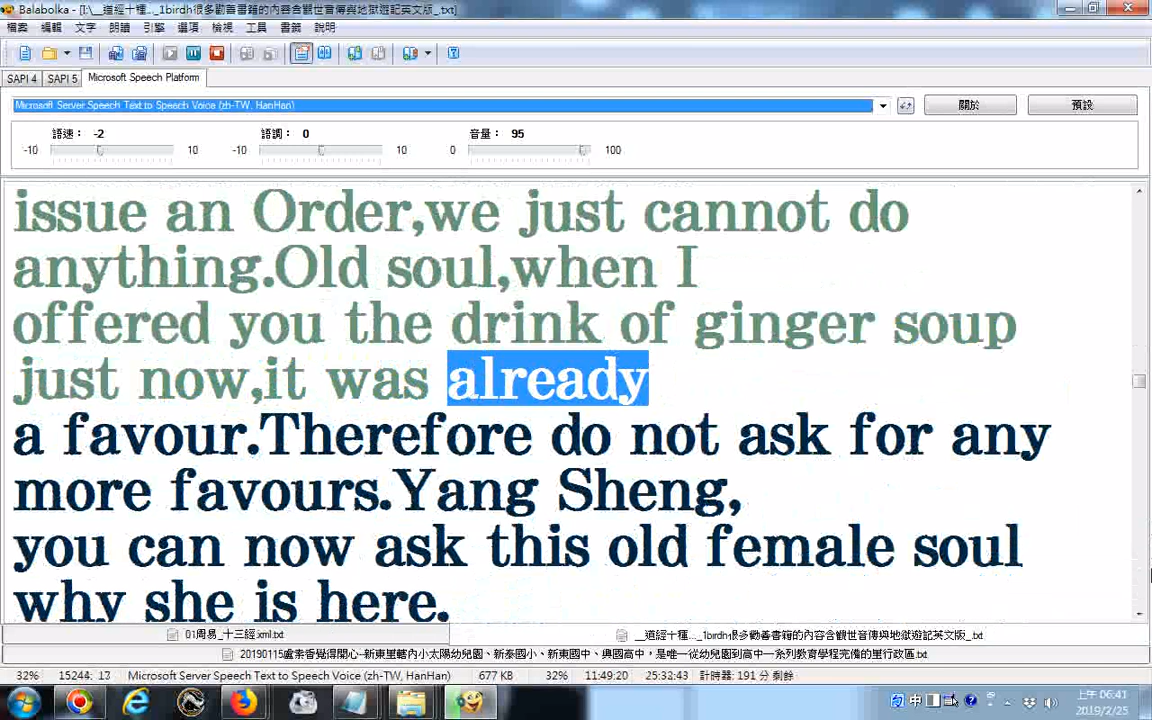 Balabolka - [I:\__道經十種..._1birdh很多勸善書籍的內容含觀世音傳與地獄遊記英文版_.txt]
檔案 編輯 文字 朗讀 引擎 選項 檢視 工具 書籤 說明
SAPI 4 SAPI 5 Microsoft Speech Platform
Microsoft Server Speech Text to Speech Voice (zh-TW, HanHan) 關於 預設
語速： -2 語調： 0 音量： 95
-10 10 -10 10 0 100
issue an Order,we just cannot do
anything.Old soul,when I
offered you the drink of ginger soup
just now,it was already
a favour.Therefore do not ask for any
more favours.Yang Sheng,
you can now ask this old female soul
why she is here.
01周易_十三經.xml.txt __道經十種..._1birdh很多勸善書籍的內容含觀世音傳與地獄遊記英文版_.txt
20190115盧素香覺得開心-新東里轄內小太陽幼兒園、新泰國小、新東國中、興國高中，是唯一從幼兒園到高中一系列教育學程完備的里行政區.txt
32% 15244: 13 Microsoft Server Speech Text to Speech Voice (zh-TW, HanHan) 677 KB 32% 11:49:20 25:32:43 計時器: 191 分 剩餘
中 上午 06:41
2019/2/25